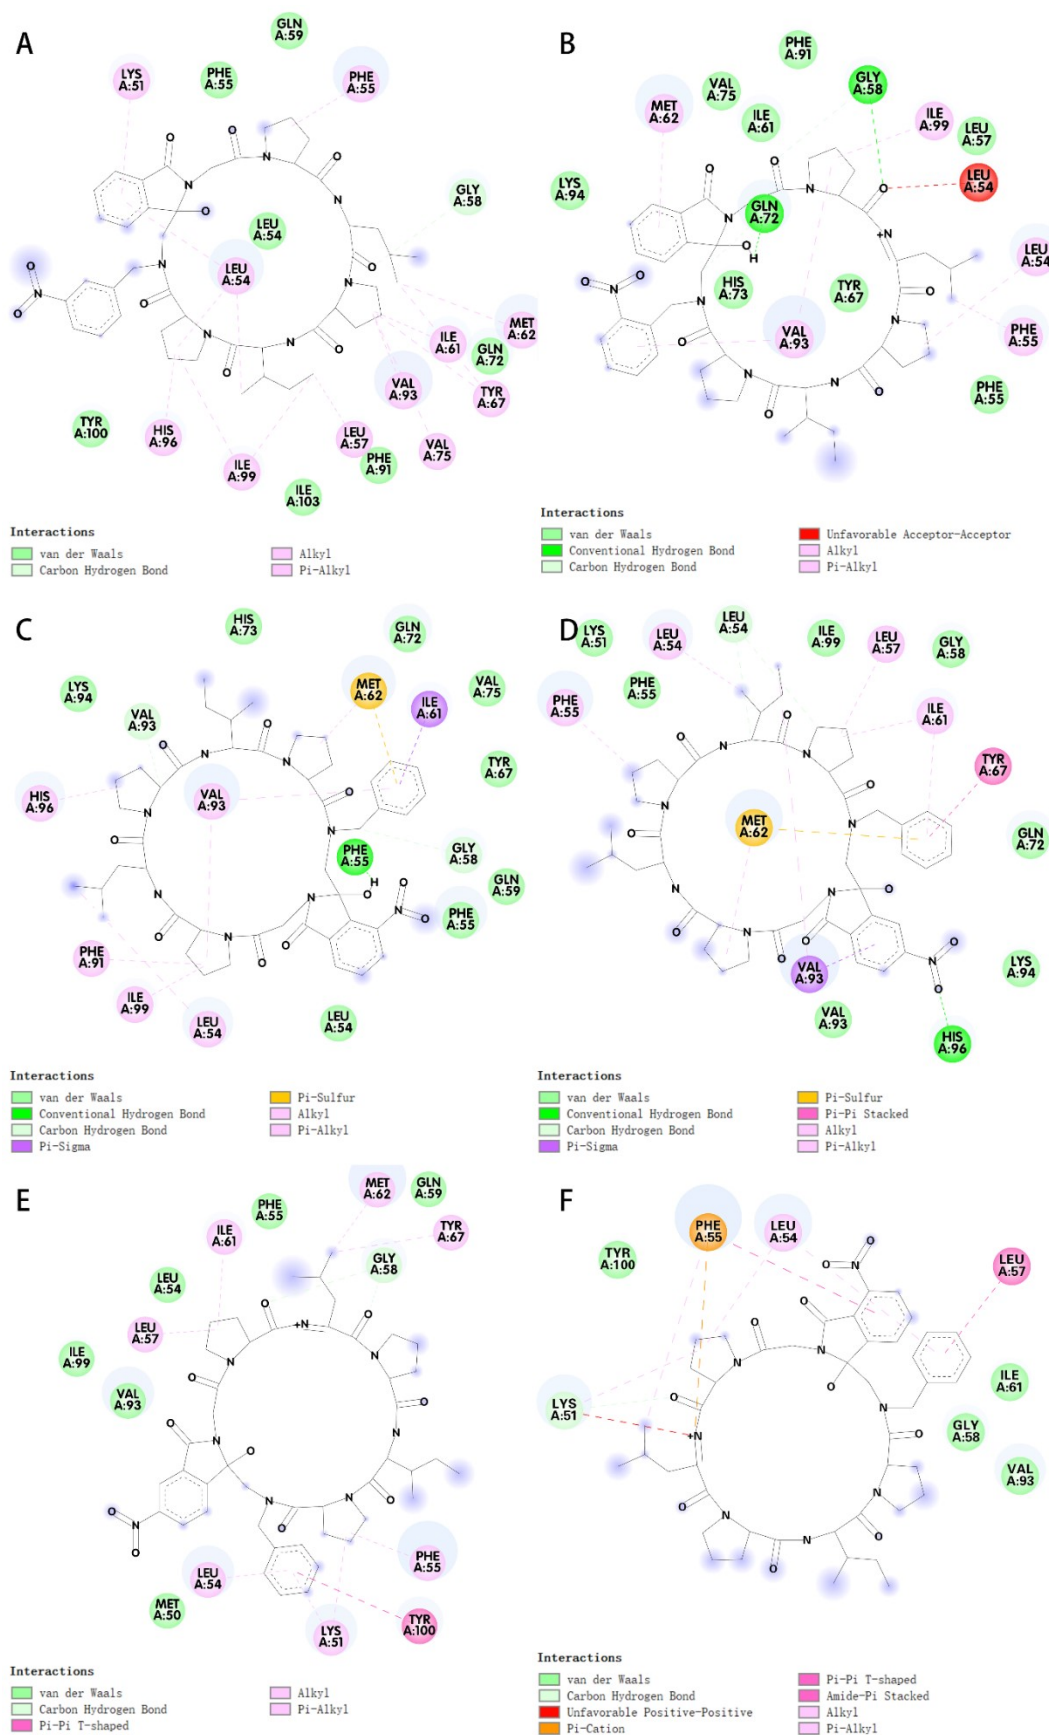 A
GLN
A:59
LYS
A:51
PHE
A:55
PHE
A:55
GLY
A:58
LEU
A:54
LEU
A:54
MET
A:62
ILE
A:61
GLN
A:72
VAL
A:93
TYR
A:67
TYR
A:100
HIS
A:96
LEU
A:57
VAL
A:75
PHE
A:91
ILE
A:99
ILE
A:103
Interactions
van der Waals
Carbon Hydrogen Bond
Alkyl
Pi-Alkyl
B
PHE
A:91
GLY
A:58
VAL
A:75
MET
A:62
ILE
A:61
ILE
A:99
LEU
A:57
LYS
A:94
LEU
A:54
GLN
A:72
LEU
A:54
HIS
A:73
TYR
A:67
VAL
A:93
PHE
A:55
PHE
A:55
Interactions
van der Waals
Conventional Hydrogen Bond
Carbon Hydrogen Bond
Unfavorable Acceptor-Acceptor
Alkyl
Pi-Alkyl
C
HIS
A:73
GLN
A:72
LYS
A:94
MET
A:62
VAL
A:75
VAL
A:93
ILE
A:61
TYR
A:67
HIS
A:96
VAL
A:93
PHE
A:55
GLY
A:58
GLN
A:59
PHE
A:55
PHE
A:91
ILE
A:99
LEU
A:54
LEU
A:54
Interactions
van der Waals
Conventional Hydrogen Bond
Carbon Hydrogen Bond
Pi-Sigma
Pi-Sulfur
Alkyl
Pi-Alkyl
D
LYS
A:51
LEU
A:54
LEU
A:54
ILE
A:99
LEU
A:57
GLY
A:58
PHE
A:55
PHE
A:55
ILE
A:61
TYR
A:67
MET
A:62
GLN
A:72
VAL
A:93
LYS
A:94
VAL
A:93
HIS
A:96
Interactions
van der Waals
Conventional Hydrogen Bond
Carbon Hydrogen Bond
Pi-Sigma
Pi-Sulfur
Pi-Pi Stacked
Alkyl
Pi-Alkyl
E
MET
A:62
GLN
A:59
PHE
A:55
ILE
A:61
TYR
A:67
GLY
A:58
LEU
A:54
LEU
A:57
ILE
A:99
VAL
A:93
LEU
A:54
PHE
A:55
MET
A:50
LYS
A:51
TYR
A:100
Interactions
van der Waals
Carbon Hydrogen Bond
Pi-Pi T-shaped
Alkyl
Pi-Alkyl
F
PHE
A:55
LEU
A:54
TYR
A:100
LEU
A:57
ILE
A:61
LYS
A:51
GLY
A:58
VAL
A:93
Interactions
van der Waals
Carbon Hydrogen Bond
Unfavorable Positive-Positive
Pi-Cation
Pi-Pi T-shaped
Amide-Pi Stacked
Alkyl
Pi-Alkyl